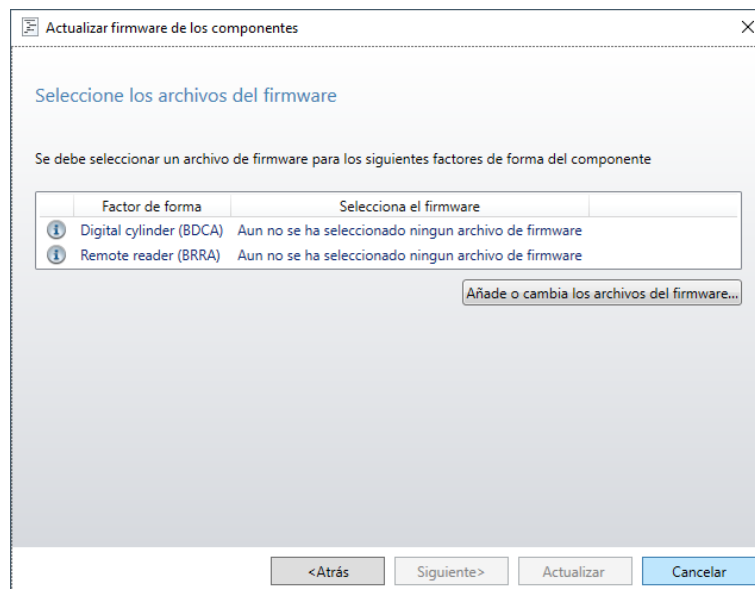 Actualizar firmware de los componentes
Seleccione los archivos del firmware
Se debe seleccionar un archivo de firmware para los siguientes factores de forma del componente
Factor de forma Selecciona el firmware
Digital cylinder (BDCA) Aun no se ha seleccionado ningun archivo de firmware
Remote reader (BRRA) Aun no se ha seleccionado ningun archivo de firmware
Añade o cambia los archivos del firmware...
<Atrás Siguiente> Actualizar Cancelar